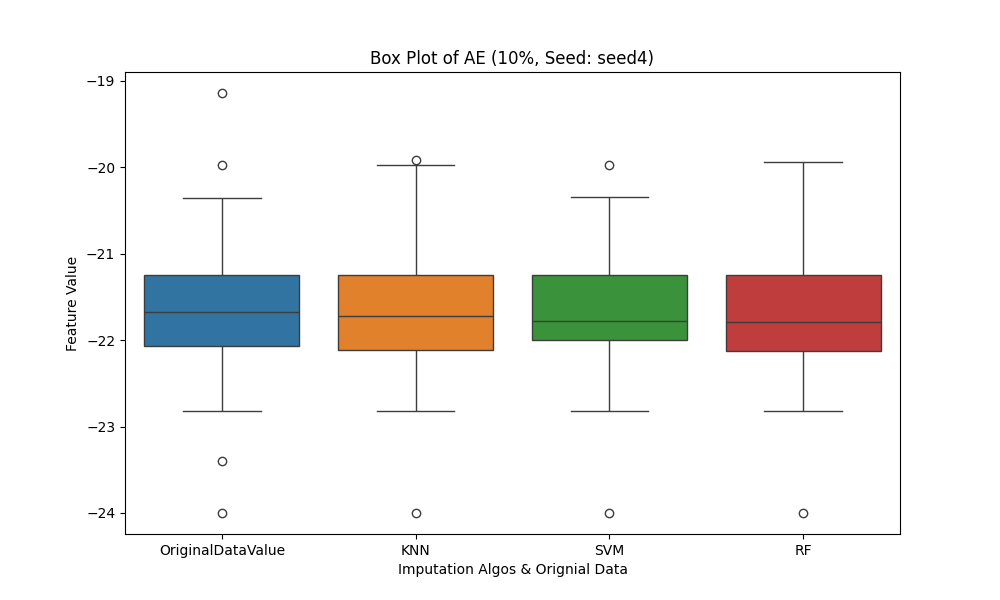 Box Plot of AE (10%, Seed: seed4)
−19
−20
−21
−22
−23
−24
Feature Value
OriginalDataValue
KNN
SVM
RF
Imputation Algos & Orignial Data